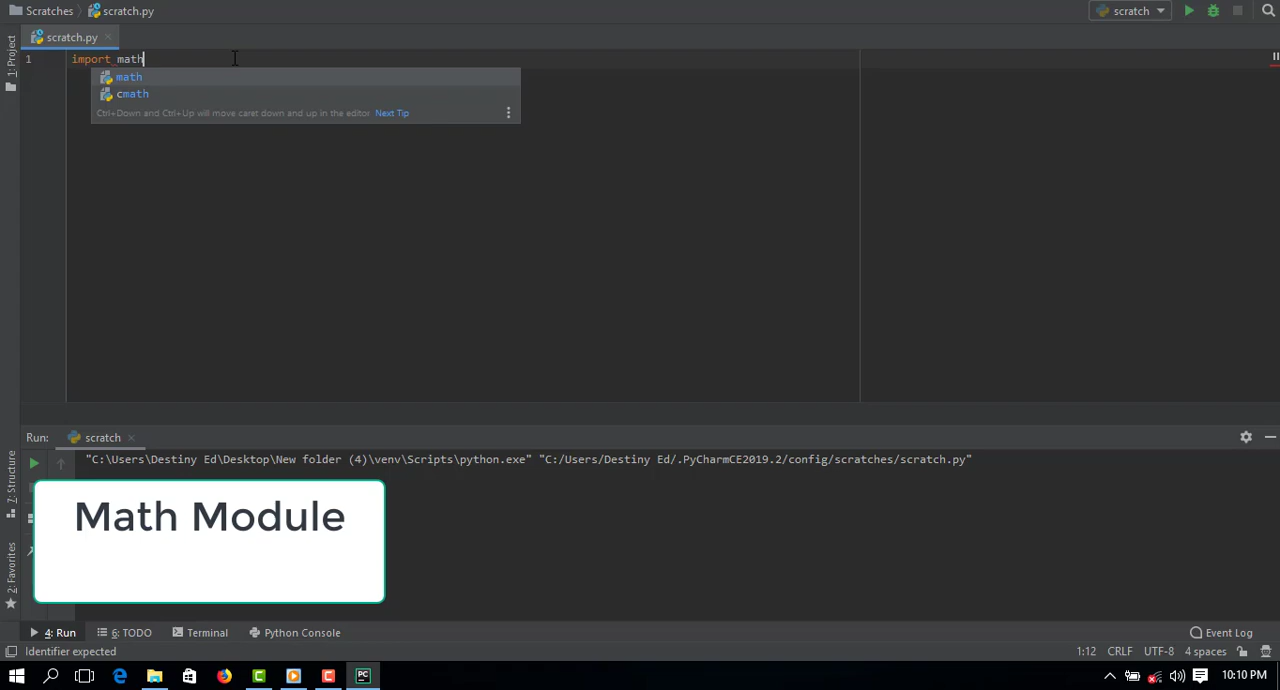 Scratches scratch.py
scratch
scratch.py
1: Project
1 import math
math
cmath
Ctrl+Down and Ctrl+Up will move caret down and up in the editor Next Tip
Run: scratch
"C:\Users\Destiny Ed\Desktop\New folder (4)\venv\Scripts\python.exe" "C:/Users/Destiny Ed/.PyCharmCE2019.2/config/scratches/scratch.py"
7: Structure
Math Module
2: Favorites
4: Run 6: TODO Terminal Python Console Event Log
Identifier expected 1:12 CRLF UTF-8 4 spaces
PC 10:10 PM